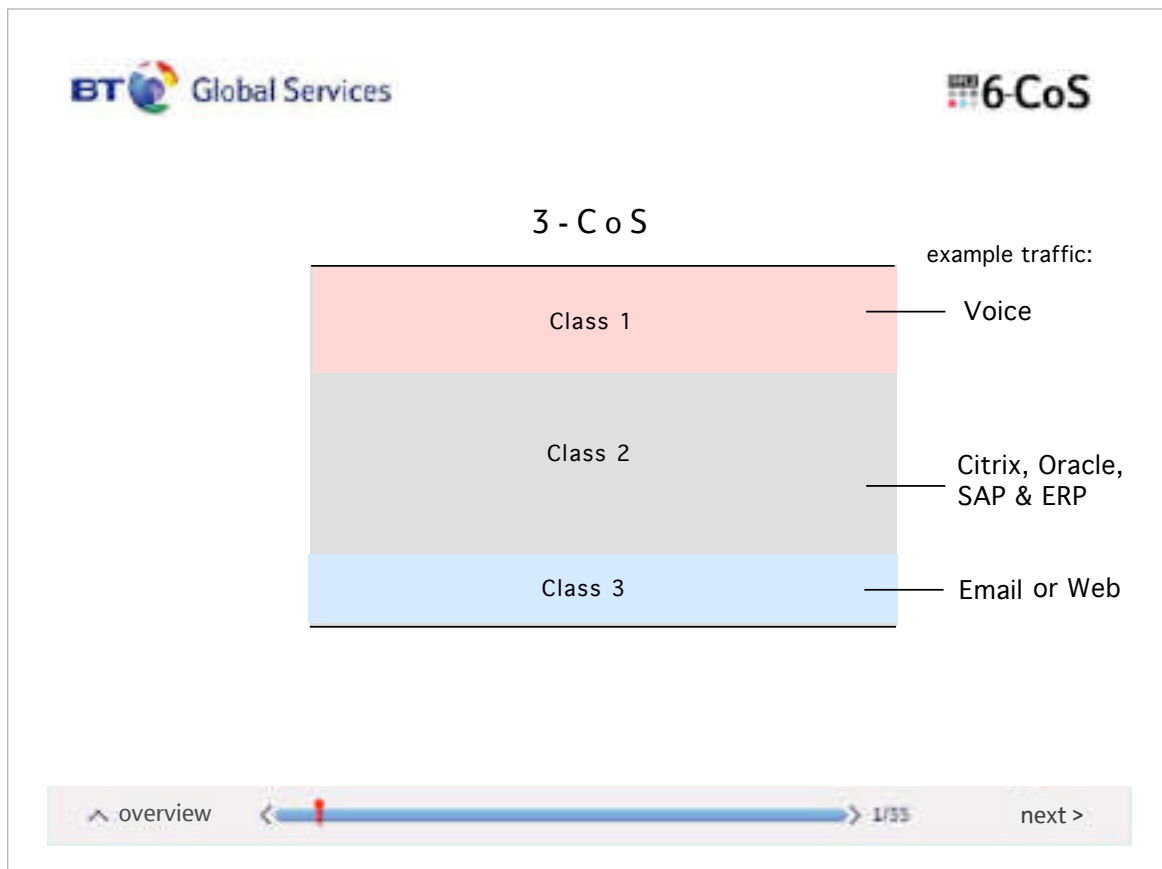 BT Global Services
6-CoS
3-CoS
example traffic:
Class 1
Voice
Class 2
Citrix, Oracle,
SAP & ERP
Class 3
Email or Web
overview
1/35
next >